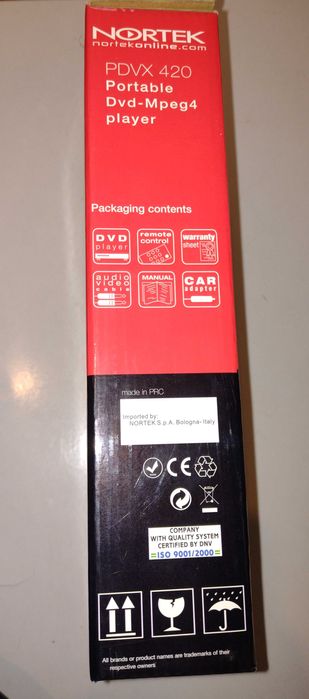 NORTEK
nortekonline.com
PDVX 420
Portable
Dvd-Mpeg4
player
Packaging contents
DVD
player
remote
control
warranty
sheet
audio
video
cable
MANUAL
CAR
adapter
made in PRC
Imported by:
NORTEK S.p.A. Bologna- Italy
CE
COMPANY
WITH QUALITY SYSTEM
CERTIFIED BY DNV
ISO 9001/2000
All brands or product names are trademarks of their
respective owners